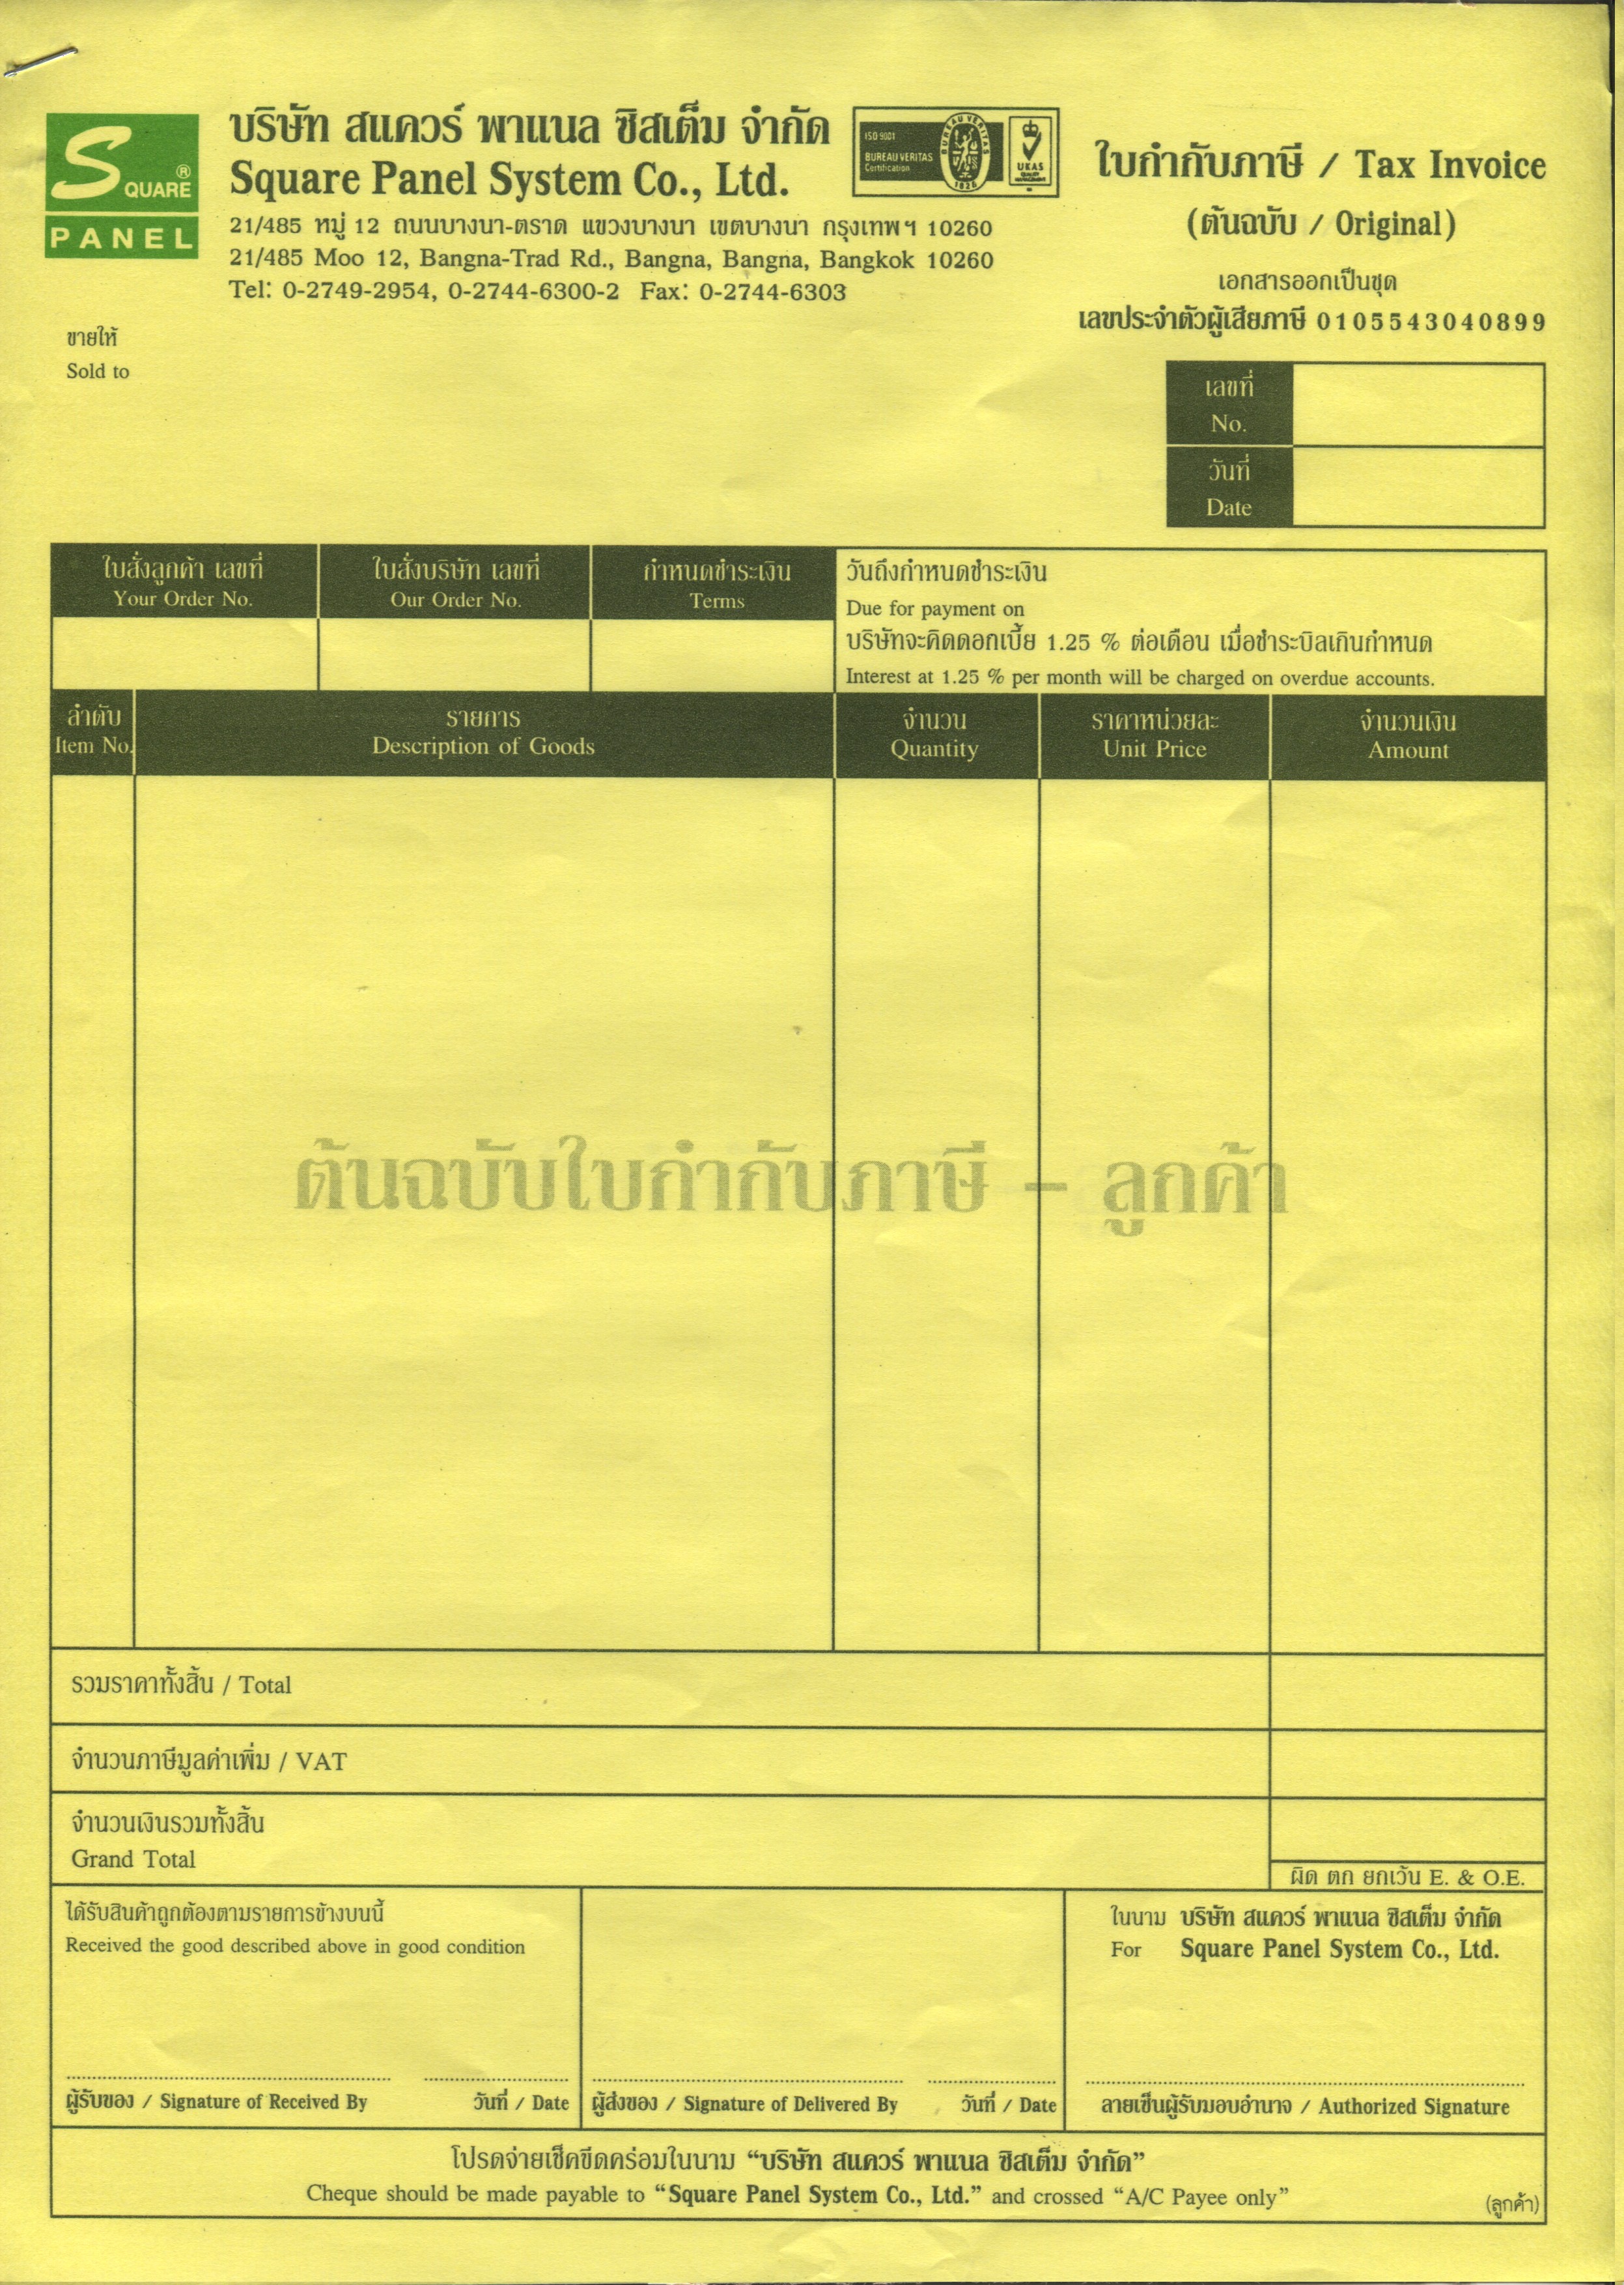 SQUARE ®
PANEL
บริษัท สแควร์ พาแนล ซิสเต็ม จำกัด
Square Panel System Co., Ltd.
21/485 หมู่ 12 ถนนบางนา-ตราด แขวงบางนา เขตบางนา กรุงเทพฯ 10260
21/485 Moo 12, Bangna-Trad Rd., Bangna, Bangna, Bangkok 10260
Tel: 0-2749-2954, 0-2744-6300-2 Fax: 0-2744-6303
ISO 9001
BUREAU VERITAS
Certification
BUREAU VERITAS
1828
UKAS
ใบกำกับภาษี / Tax Invoice
(ต้นฉบับ / Original)
เอกสารออกเป็นชุด
เลขประจำตัวผู้เสียภาษี 0105543040899
ขายให้
Sold to
เลขที่
No.
วันที่
Date
ใบสั่งลูกค้า เลขที่
Your Order No.
ใบสั่งบริษัท เลขที่
Our Order No.
กำหนดชำระเงิน
Terms
วันถึงกำหนดชำระเงิน
Due for payment on
บริษัทจะคิดดอกเบี้ย 1.25 % ต่อเดือน เมื่อชำระบิลเกินกำหนด
Interest at 1.25 % per month will be charged on overdue accounts.
ลำดับ
Item No.
รายการ
Description of Goods
จำนวน
Quantity
ราคาหน่วยละ
Unit Price
จำนวนเงิน
Amount
ต้นฉบับใบกำกับภาษี – ลูกค้า
รวมราคาทั้งสิ้น / Total
จำนวนภาษีมูลค่าเพิ่ม / VAT
จำนวนเงินรวมทั้งสิ้น
Grand Total
ผิด ตก ยกเว้น E. & O.E.
ได้รับสินค้าถูกต้องตามรายการข้างบนนี้
Received the good described above in good condition
ในนาม บริษัท สแควร์ พาแนล ซิสเต็ม จำกัด
For Square Panel System Co., Ltd.
ผู้รับของ / Signature of Received By วันที่ / Date
ผู้ส่งของ / Signature of Delivered By วันที่ / Date
ลายเซ็นผู้รับมอบอำนาจ / Authorized Signature
โปรดจ่ายเช็คขีดคร่อมในนาม “บริษัท สแควร์ พาแนล ซิสเต็ม จำกัด”
Cheque should be made payable to “Square Panel System Co., Ltd.” and crossed “A/C Payee only”
(ลูกค้า)